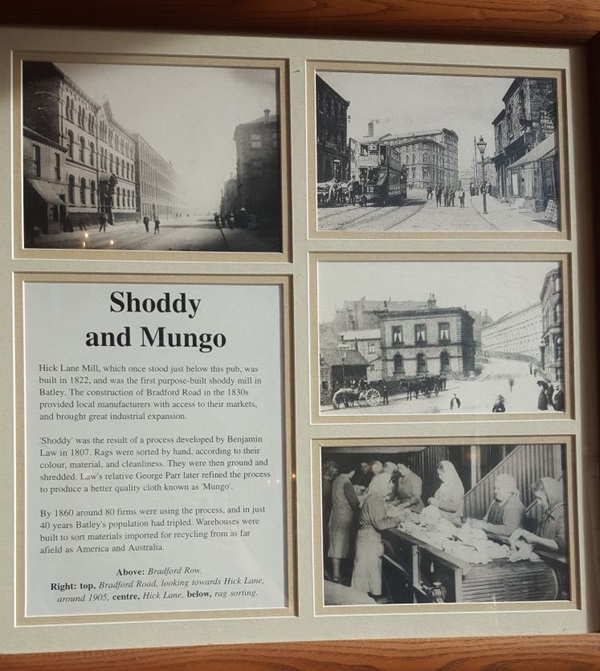 Shoddy
and Mungo
Hick Lane Mill, which once stood just below this pub, was
built in 1822, and was the first purpose-built shoddy mill in
Batley. The construction of Bradford Road in the 1830s
provided local manufacturers with access to their markets,
and brought great industrial expansion.
'Shoddy' was the result of a process developed by Benjamin
Law in 1807. Rags were sorted by hand, according to their
colour, material, and cleanliness. They were then ground and
shredded. Law's relative George Parr later refined the process
to produce a better quality cloth known as 'Mungo'.
By 1860 around 80 firms were using the process, and in just
40 years Batley's population had tripled. Warehouses were
built to sort materials imported for recycling from as far
afield as America and Australia.
Above: Bradford Row.
Right: top, Bradford Road, looking towards Hick Lane,
around 1905, centre, Hick Lane, below, rag sorting.